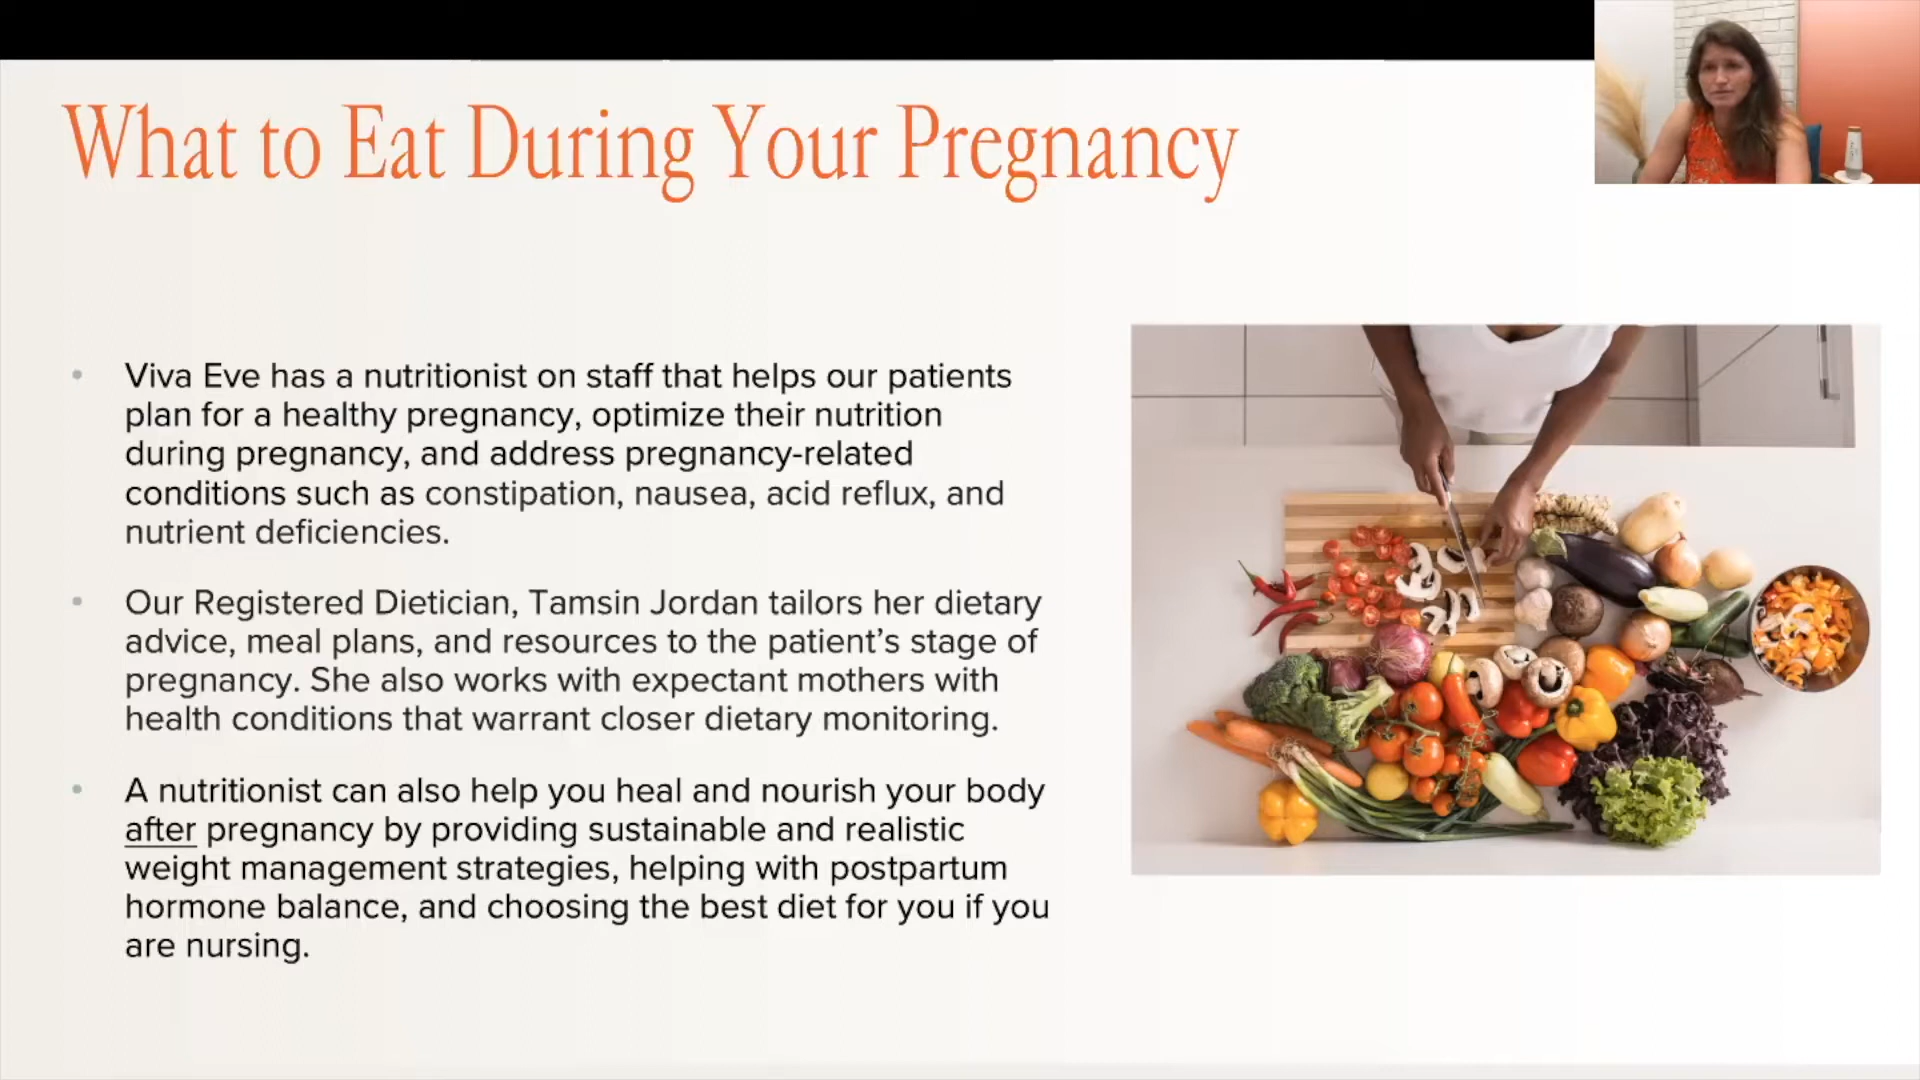 What to Eat During Your Pregnancy
Viva Eve has a nutritionist on staff that helps our patients
plan for a healthy pregnancy, optimize their nutrition
during pregnancy, and address pregnancy-related
conditions such as constipation, nausea, acid reflux, and
nutrient deficiencies.
Our Registered Dietician, Tamsin Jordan tailors her dietary
advice, meal plans, and resources to the patient’s stage of
pregnancy. She also works with expectant mothers with
health conditions that warrant closer dietary monitoring.
A nutritionist can also help you heal and nourish your body
after pregnancy by providing sustainable and realistic
weight management strategies, helping with postpartum
hormone balance, and choosing the best diet for you if you
are nursing.